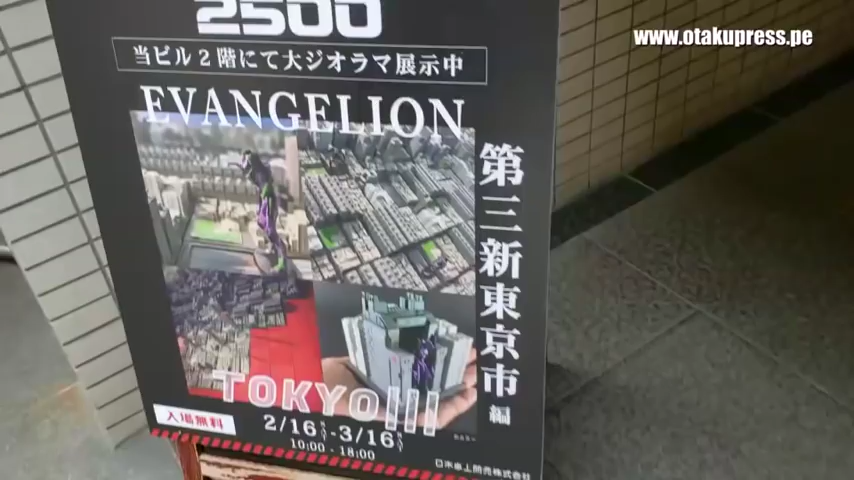 www.otakupress.pe
2500
当ビル2階にて大ジオラマ展示中
EVANGELION
第三新東京市編
TOKYO III
入場無料
2/16 - 3/16
10:00 - 18:00